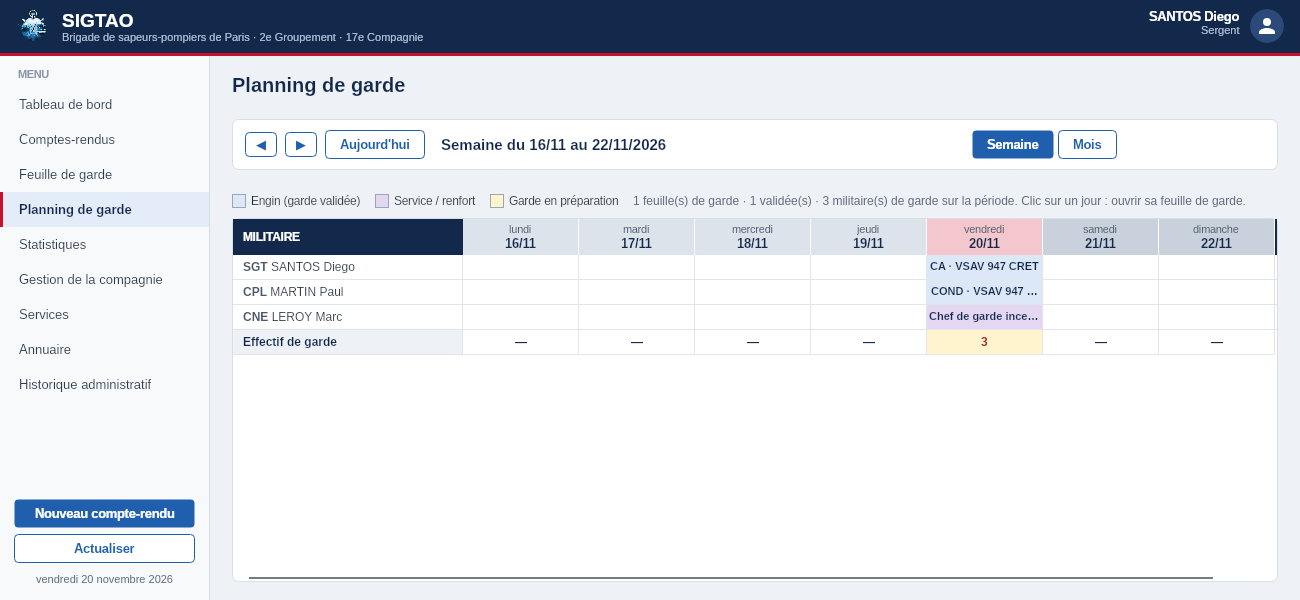 SIGTAO
Brigade de sapeurs-pompiers de Paris · 2e Groupement · 17e Compagnie
SANTOS Diego
Sergent
MENU
Tableau de bord
Comptes-rendus
Feuille de garde
Planning de garde
Statistiques
Gestion de la compagnie
Services
Annuaire
Historique administratif
Nouveau compte-rendu
Actualiser
vendredi 20 novembre 2026
Planning de garde
◀ ▶ Aujourd'hui Semaine du 16/11 au 22/11/2026 Semaine Mois
Engin (garde validée) Service / renfort Garde en préparation 1 feuille(s) de garde · 1 validée(s) · 3 militaire(s) de garde sur la période. Clic sur un jour : ouvrir sa feuille de garde.
MILITAIRE lundi 16/11 mardi 17/11 mercredi 18/11 jeudi 19/11 vendredi 20/11 samedi 21/11 dimanche 22/11
SGT SANTOS Diego CA · VSAV 947 CRET
CPL MARTIN Paul COND · VSAV 947 ...
CNE LEROY Marc Chef de garde ince...
Effectif de garde — — — — 3 — —